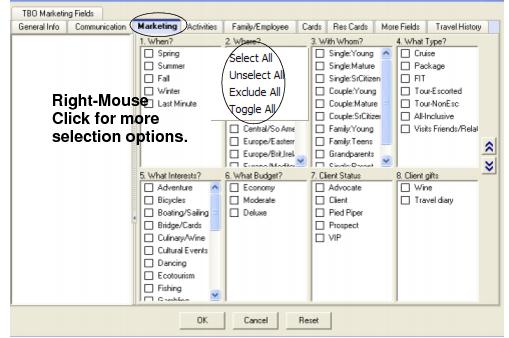 TBO Marketing Fields
General Info Communication Marketing Activities Family/Employee Cards Res Cards More Fields Travel History
1. When?
Spring
Summer
Fall
Winter
Last Minute
Right-Mouse
Click for more
selection options.
2. Where?
Select All
Unselect All
Exclude All
Toggle All
Central/So Ame
Europe/Eastern
Europe/Brit,Irel
3. With Whom?
Single:Young
Single:Mature
Single:SrCitizen
Couple:Young
Couple:Mature
Couple:SrCitizen
Family:Young
Family:Teens
Grandparents
Single:Parent
4. What Type?
Cruise
Package
FIT
Tour-Escorted
Tour-NonEsc
All-Inclusive
Visits Friends/Relat
5. What Interests?
Adventure
Bicycles
Boating/Sailing
Bridge/Cards
Culinary/Wine
Cultural Events
Dancing
Ecotourism
Fishing
Gambling
6. What Budget?
Economy
Moderate
Deluxe
7. Client Status
Advocate
Client
Pied Piper
Prospect
VIP
8. Client gifts
Wine
Travel diary
OK Cancel Reset